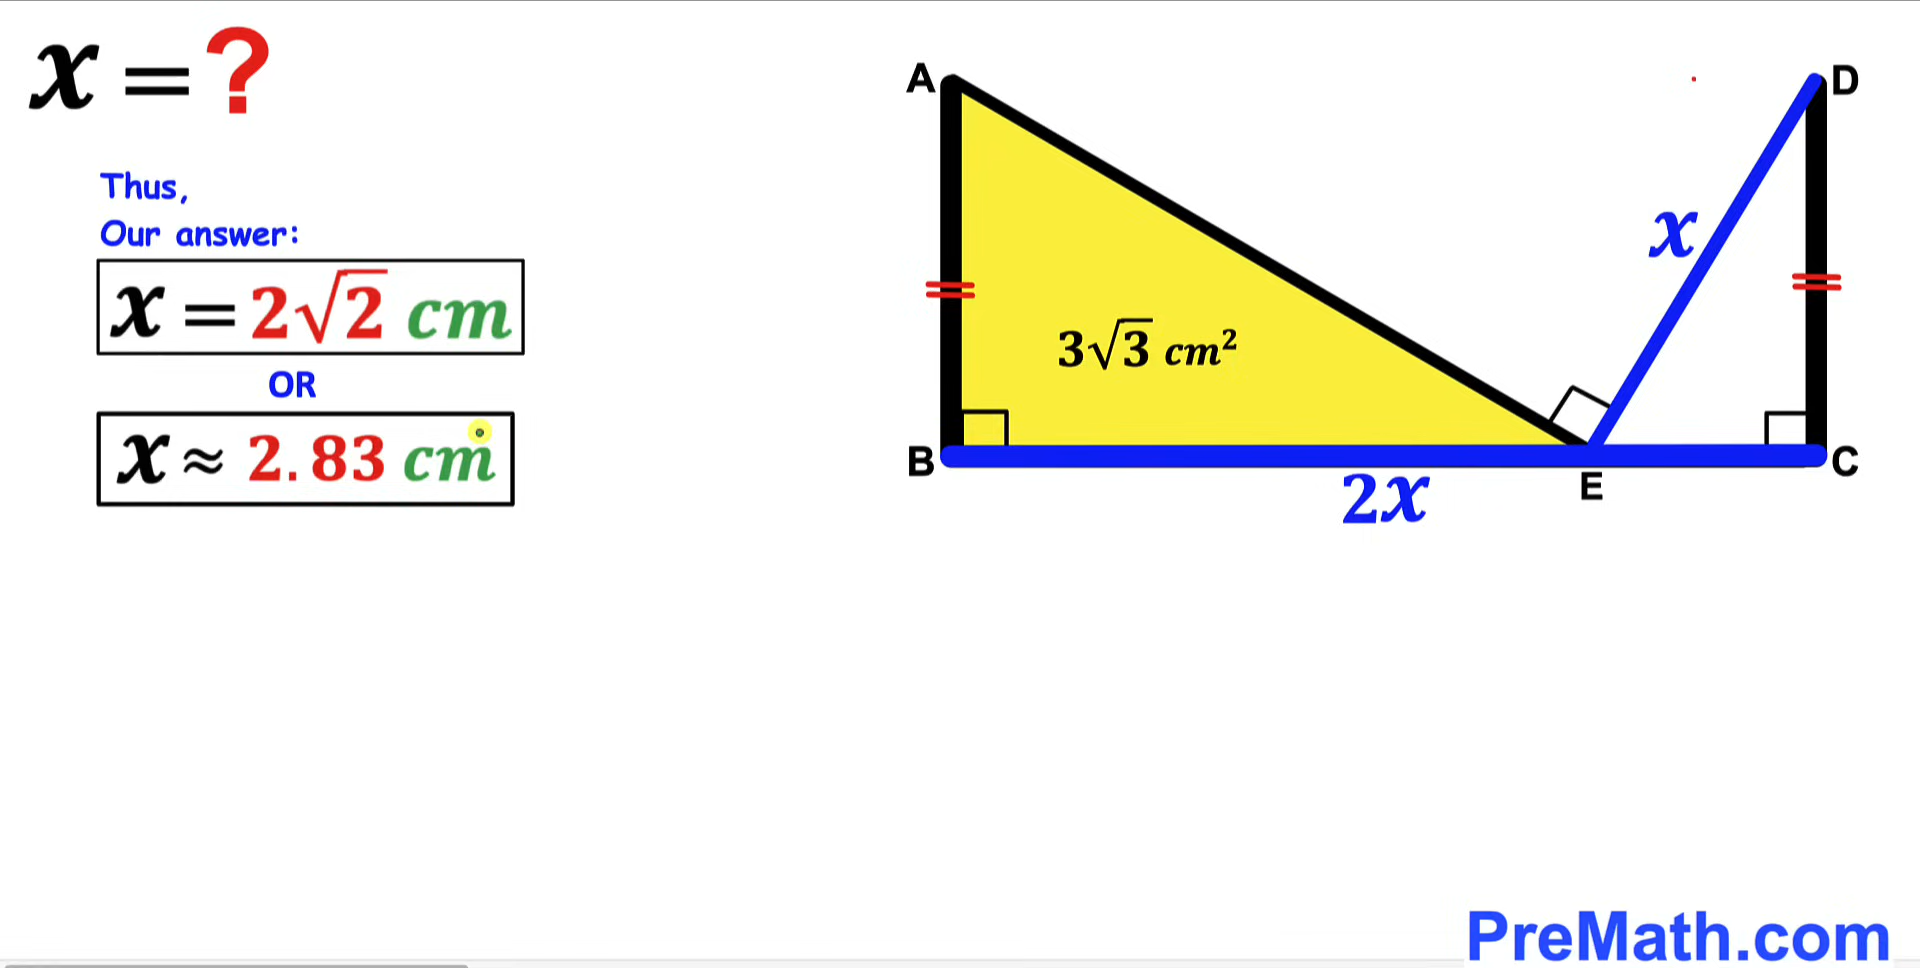 x = ?
Thus,
Our answer:
x = 2√2 cm
OR
x ≈ 2.83 cm
A
D
x
3√3 cm²
B
C
2x
E
PreMath.com